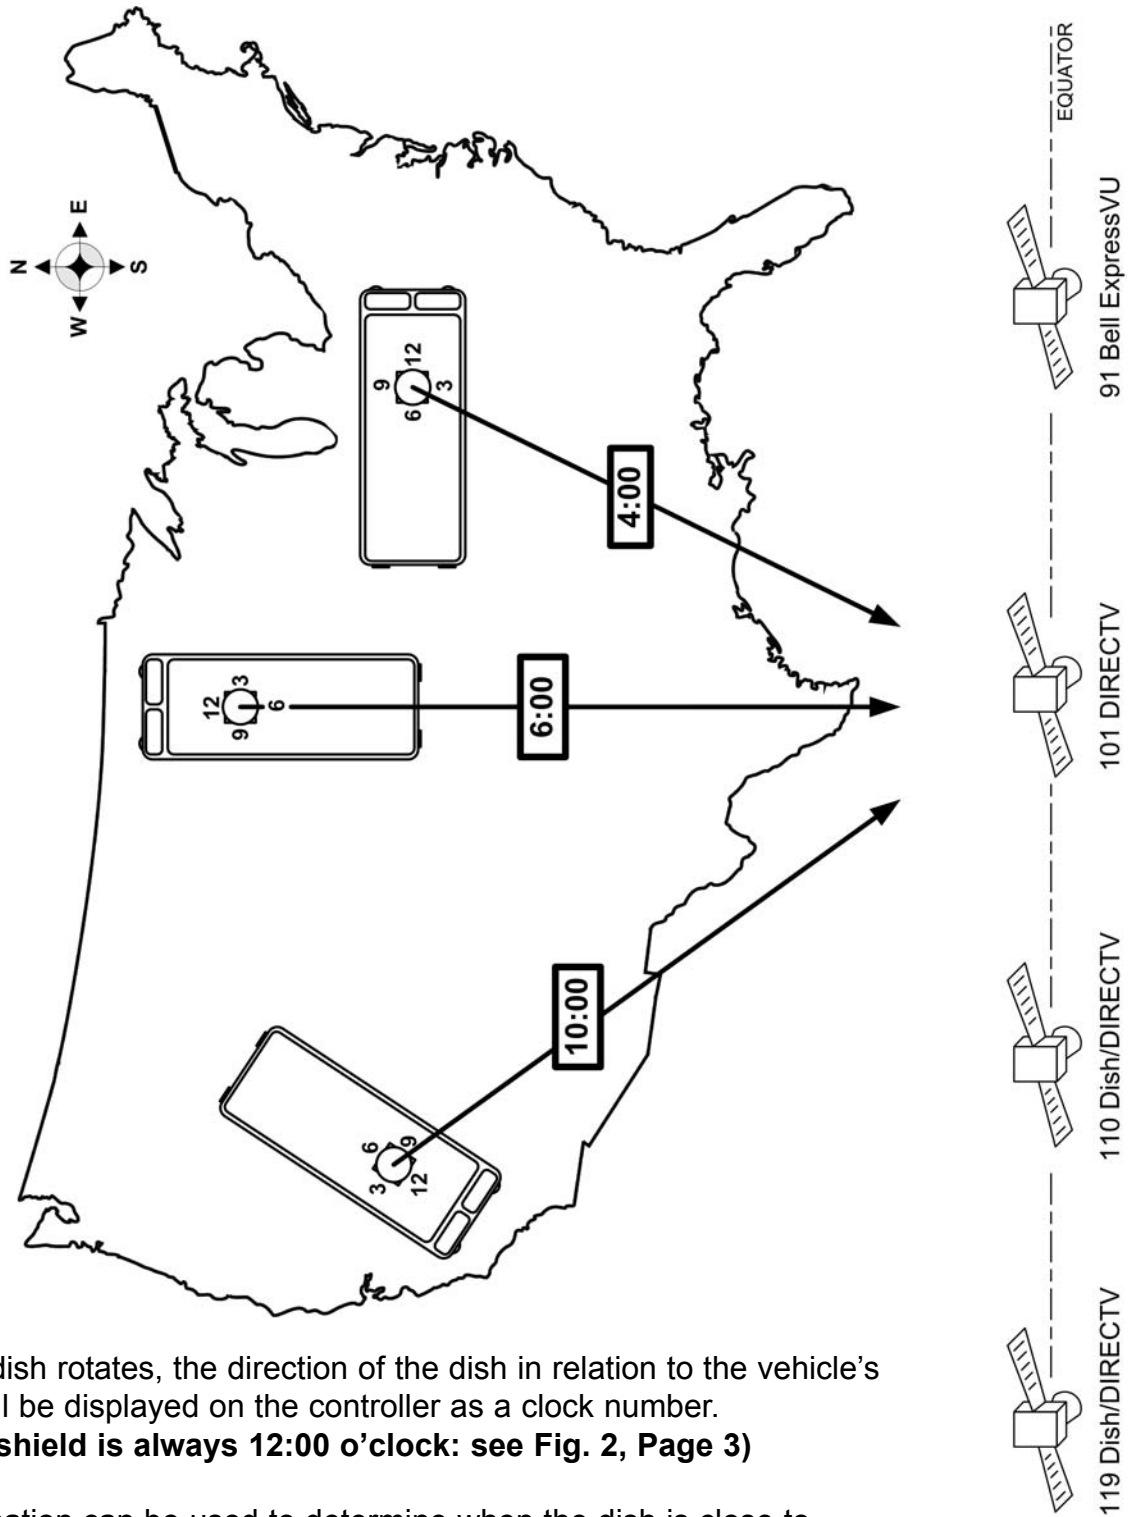 N
W E
S
EQUATOR
9 12
6 3
4:00
12 3
9 6
6:00
6 9
3 12
10:00
91 Bell ExpressVU
101 DIRECTV
110 Dish/DIRECTV
119 Dish/DIRECTV
dish rotates, the direction of the dish in relation to the vehicle's
l be displayed on the controller as a clock number.
shield is always 12:00 o'clock: see Fig. 2, Page 3)